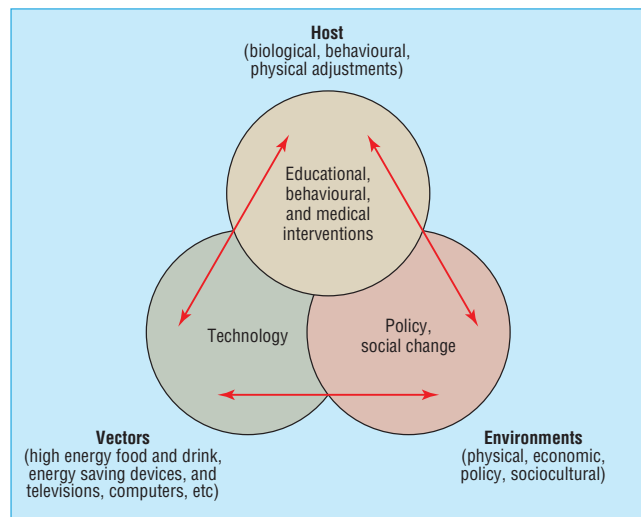 Host
(biological, behavioural,
physical adjustments)
Educational,
behavioural,
and medical
interventions
Technology
Policy,
social change
Vectors
(high energy food and drink,
energy saving devices, and
televisions, computers, etc)
Environments
(physical, economic,
policy, sociocultural)